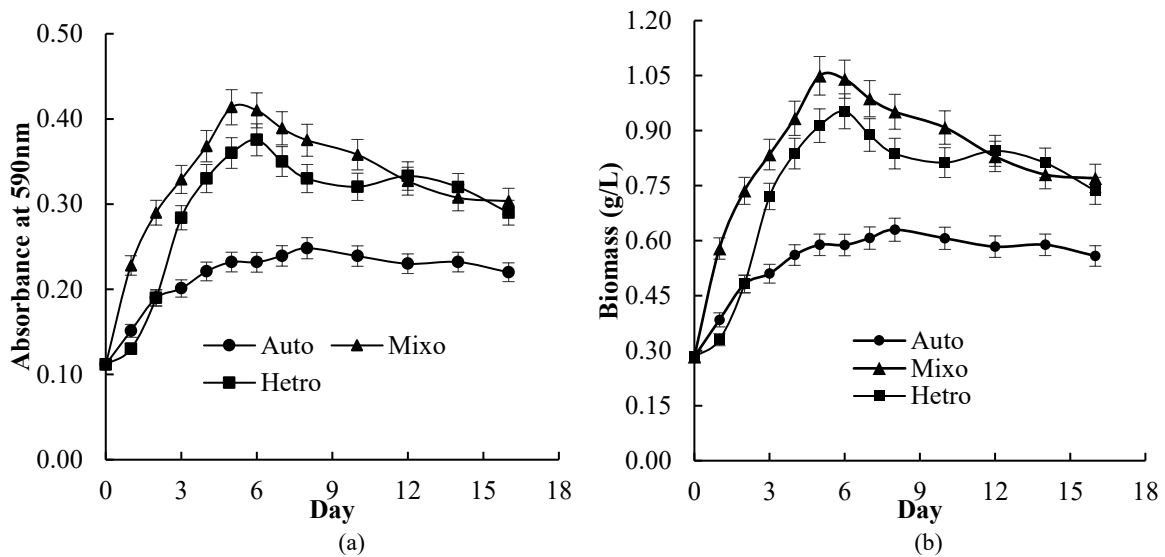 0.50
0.40
0.30
0.20
0.10
0.00
Absorbance at 590nm
Auto
Mixo
Hetro
0 3 6 9 12 15 18
Day
(a)
1.20
1.05
0.90
0.75
0.60
0.45
0.30
0.15
0.00
Biomass (g/L)
Auto
Mixo
Hetro
0 3 6 9 12 15 18
Day
(b)